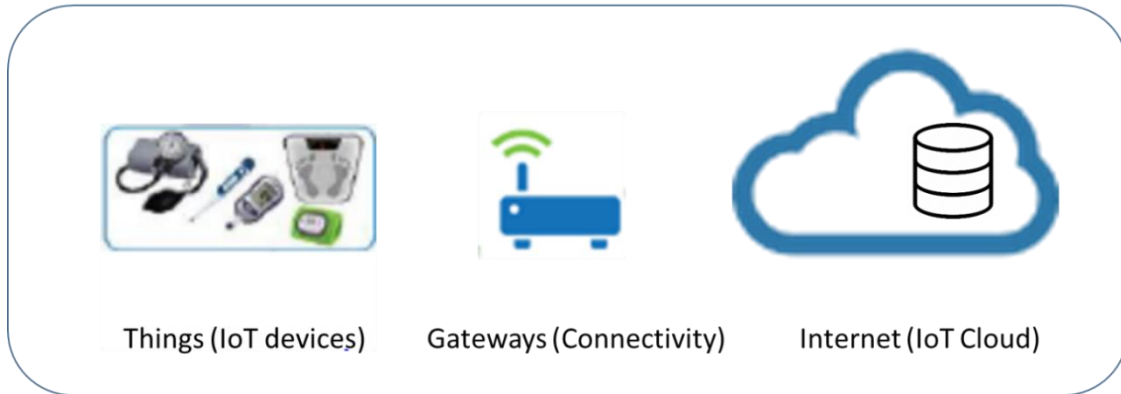 Things (IoT devices)
Gateways (Connectivity)
Internet (IoT Cloud)